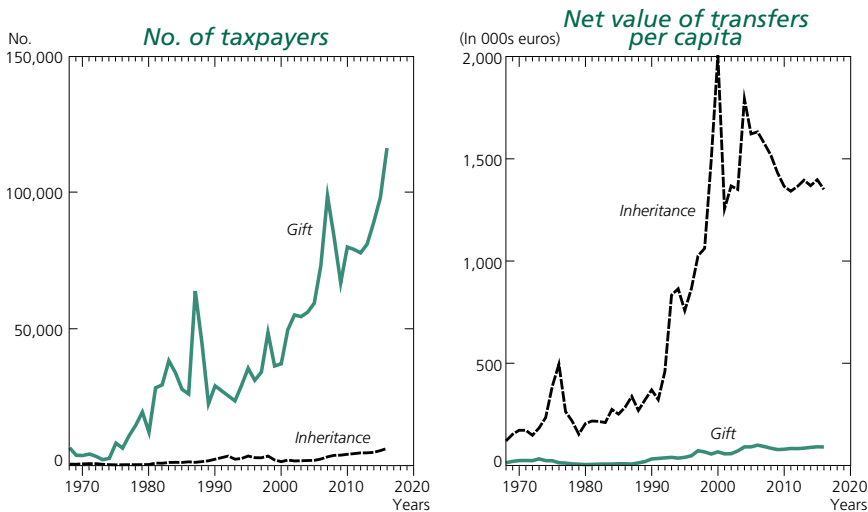 No. of taxpayers
No.
150,000
100,000
50,000
0
Gift
Inheritance
1970 1980 1990 2000 2010 2020
Years
Net value of transfers
per capita
(In 000s euros)
2,000
1,500
1,000
500
0
Inheritance
Gift
1970 1980 1990 2000 2010 2020
Years